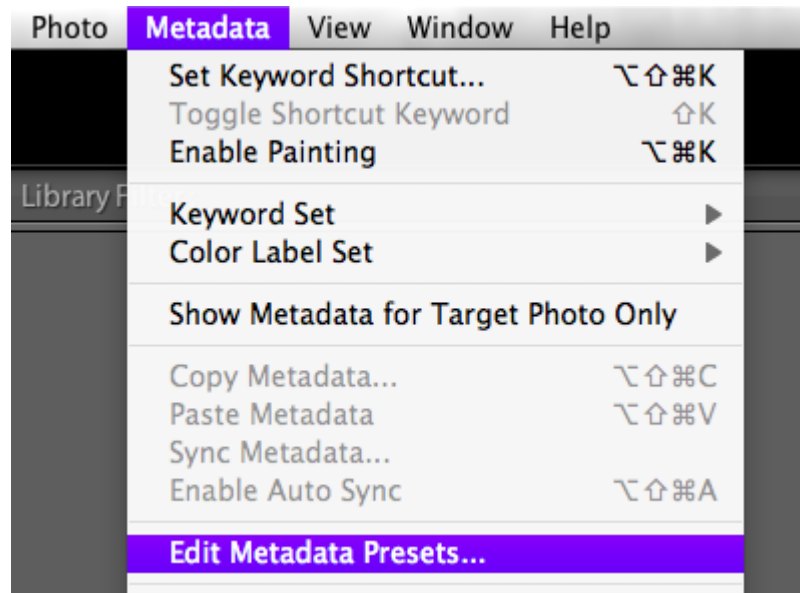 Photo Metadata View Window Help
Set Keyword Shortcut... ⌥⇧⌘K
Toggle Shortcut Keyword ⇧K
Enable Painting ⌥⌘K
Library F
Keyword Set ▶
Color Label Set ▶
Show Metadata for Target Photo Only
Copy Metadata... ⌥⇧⌘C
Paste Metadata ⌥⇧⌘V
Sync Metadata...
Enable Auto Sync ⌥⇧⌘A
Edit Metadata Presets...